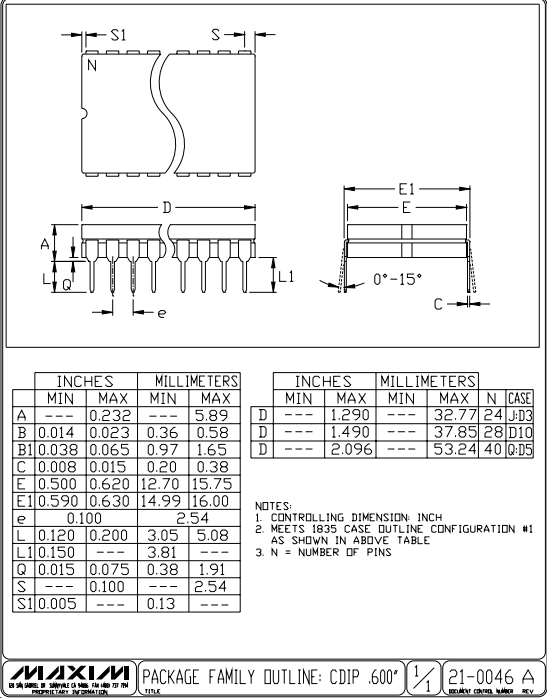 S1 S
N
E1
D E
A
L Q L1 0°-15°
e C
INCHES MILLIMETERS
MIN MAX MIN MAX
A --- 0.232 --- 5.89
B 0.014 0.023 0.36 0.58
B1 0.038 0.065 0.97 1.65
C 0.008 0.015 0.20 0.38
E 0.500 0.620 12.70 15.75
E1 0.590 0.630 14.99 16.00
e 0.100 2.54
L 0.120 0.200 3.05 5.08
L1 0.150 --- 3.81 ---
Q 0.015 0.075 0.38 1.91
S --- 0.100 --- 2.54
S1 0.005 --- 0.13 ---
INCHES MILLIMETERS
MIN MAX MIN MAX N CASE
D --- 1.290 --- 32.77 24 J:D3
D --- 1.490 --- 37.85 28 D10
D --- 2.096 --- 53.24 40 Q:D5
NOTES:
1. CONTROLLING DIMENSION: INCH
2. MEETS 1835 CASE OUTLINE CONFIGURATION #1
AS SHOWN IN ABOVE TABLE
3. N = NUMBER OF PINS
MAXIM
PROPRIETARY INFORMATION
PACKAGE FAMILY OUTLINE: CDIP .600"
TITLE
1/1
21-0046 A
DOCUMENT CONTROL NUMBER REV